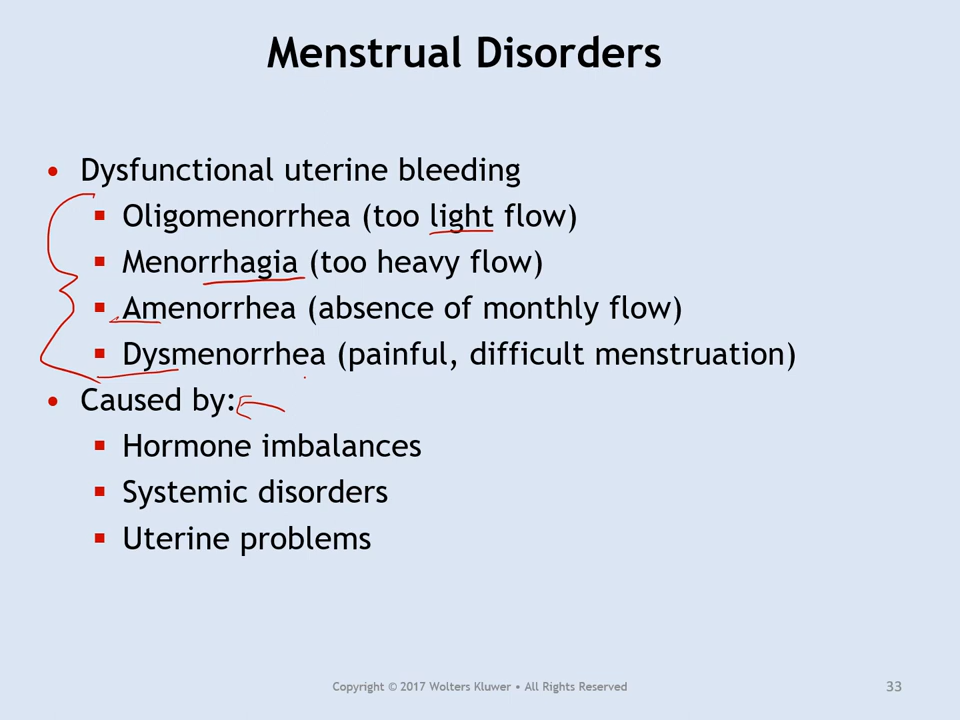 Menstrual Disorders
• Dysfunctional uterine bleeding
▪ Oligomenorrhea (too light flow)
▪ Menorrhagia (too heavy flow)
▪ Amenorrhea (absence of monthly flow)
▪ Dysmenorrhea (painful, difficult menstruation)
• Caused by:
▪ Hormone imbalances
▪ Systemic disorders
▪ Uterine problems
Copyright © 2017 Wolters Kluwer • All Rights Reserved
33